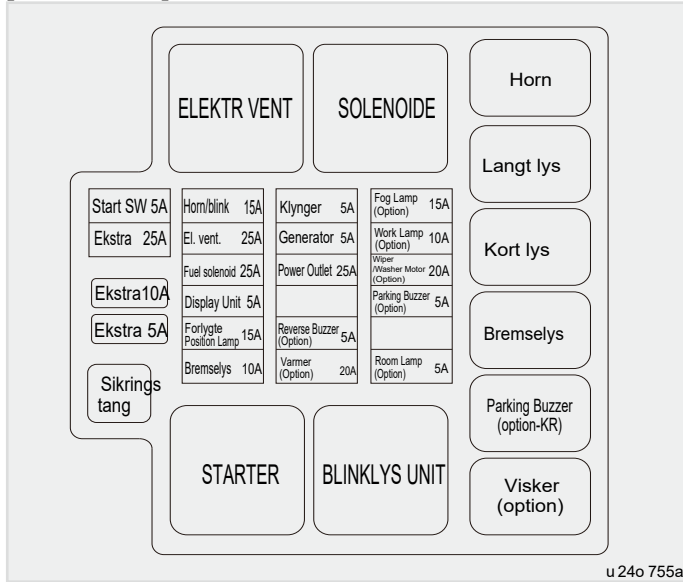 ELEKTR VENT
SOLENOIDE
Horn
Langt lys
Kort lys
Bremselys
Parking Buzzer
(option-KR)
Visker
(option)
Start SW 5A
Ekstra 25A
Ekstra10A
Ekstra 5A
Sikrings
tang
Horn/blink 15A
El. vent. 25A
Fuel solenoid 25A
Display Unit 5A
Forlygte
Position Lamp 15A
Bremselys 10A
Klynger 5A
Generator 5A
Power Outlet 25A
Reverse Buzzer
(Option) 5A
Varmer
(Option) 20A
Fog Lamp
(Option) 15A
Work Lamp
(Option) 10A
Wiper
/Washer Motor 20A
(Option)
Parking Buzzer
(Option) 5A
Room Lamp
(Option) 5A
STARTER
BLINKLYS UNIT
u 24o 755a